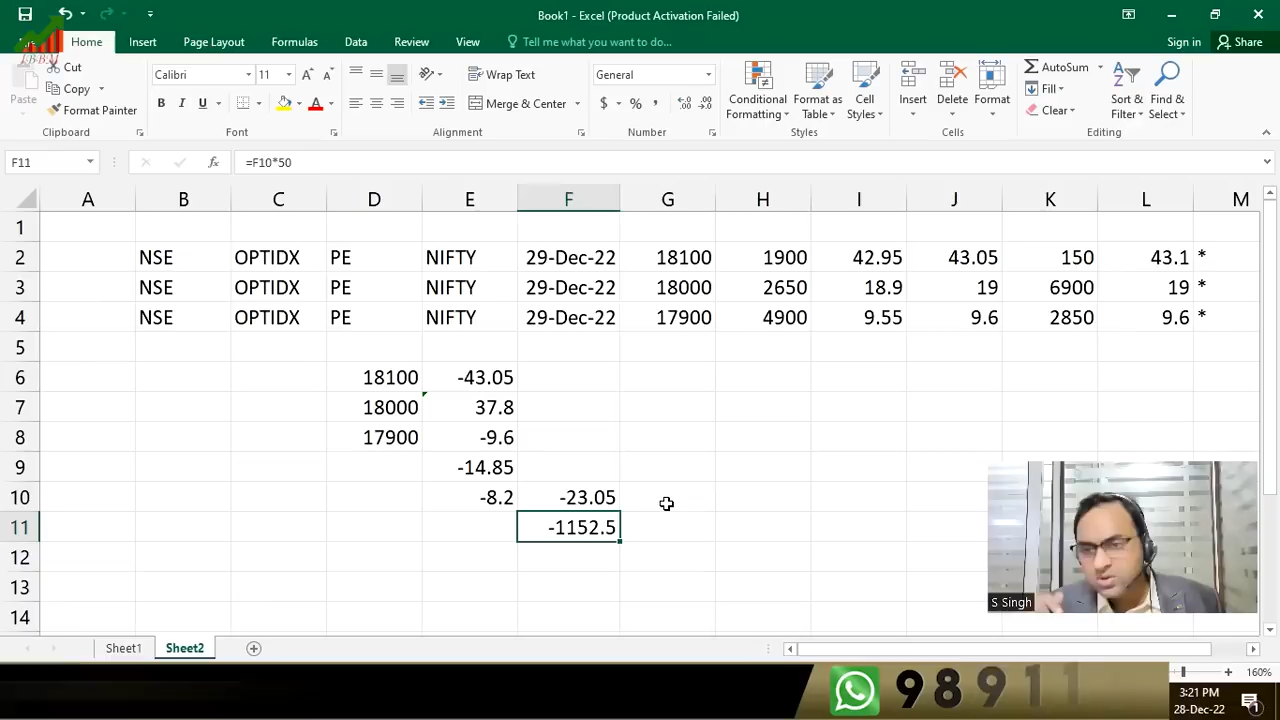 Book1 - Excel (Product Activation Failed)
File Home Insert Page Layout Formulas Data Review View Tell me what you want to do... Sign in Share
IBBM
Paste Cut Copy Format Painter Clipboard
Calibri 11 B I U A Font
Wrap Text Merge & Center Alignment
General $ % , Number
Conditional Formatting Format as Table Cell Styles Styles
Insert Delete Format Cells
AutoSum Fill Clear Sort & Filter Find & Select Editing
F11 fx =F10*50
A B C D E F G H I J K L M
1
2 NSE OPTIDX PE NIFTY 29-Dec-22 18100 1900 42.95 43.05 150 43.1 *
3 NSE OPTIDX PE NIFTY 29-Dec-22 18000 2650 18.9 19 6900 19 *
4 NSE OPTIDX PE NIFTY 29-Dec-22 17900 4900 9.55 9.6 2850 9.6 *
5
6 18100 -43.05
7 18000 37.8
8 17900 -9.6
9 -14.85
10 -8.2 -23.05
11 -1152.5
12
13
14
S Singh
Sheet1 Sheet2
160%
9891
3:21 PM
28-Dec-22